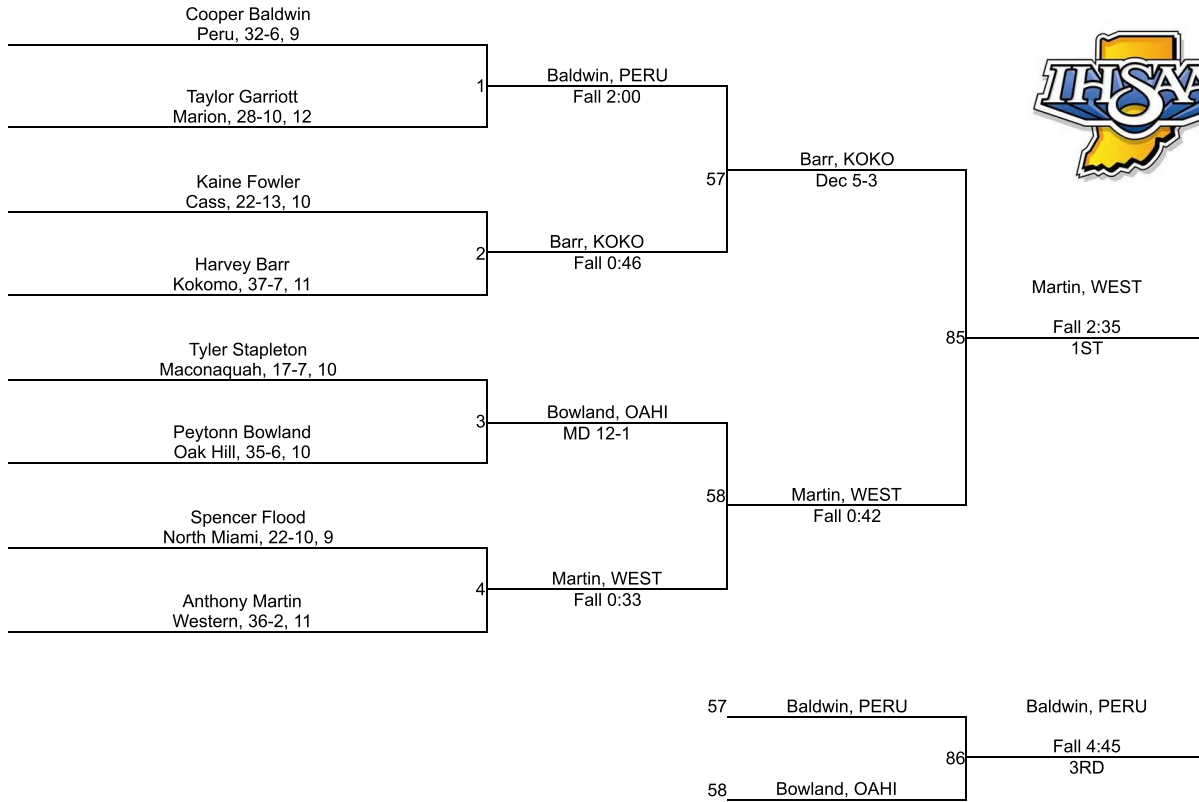 Cooper Baldwin
Peru, 32-6, 9
1
Taylor Garriott
Marion, 28-10, 12
Baldwin, PERU
Fall 2:00
Kaine Fowler
Cass, 22-13, 10
2
Harvey Barr
Kokomo, 37-7, 11
Barr, KOKO
Fall 0:46
57
Barr, KOKO
Dec 5-3
Tyler Stapleton
Maconaquah, 17-7, 10
3
Peytonn Bowland
Oak Hill, 35-6, 10
Bowland, OAHI
MD 12-1
Spencer Flood
North Miami, 22-10, 9
4
Anthony Martin
Western, 36-2, 11
Martin, WEST
Fall 0:33
58
Martin, WEST
Fall 0:42
85
Martin, WEST
Fall 2:35
1ST
IHSAA
57
Baldwin, PERU
58
Bowland, OAHI
86
Baldwin, PERU
Fall 4:45
3RD